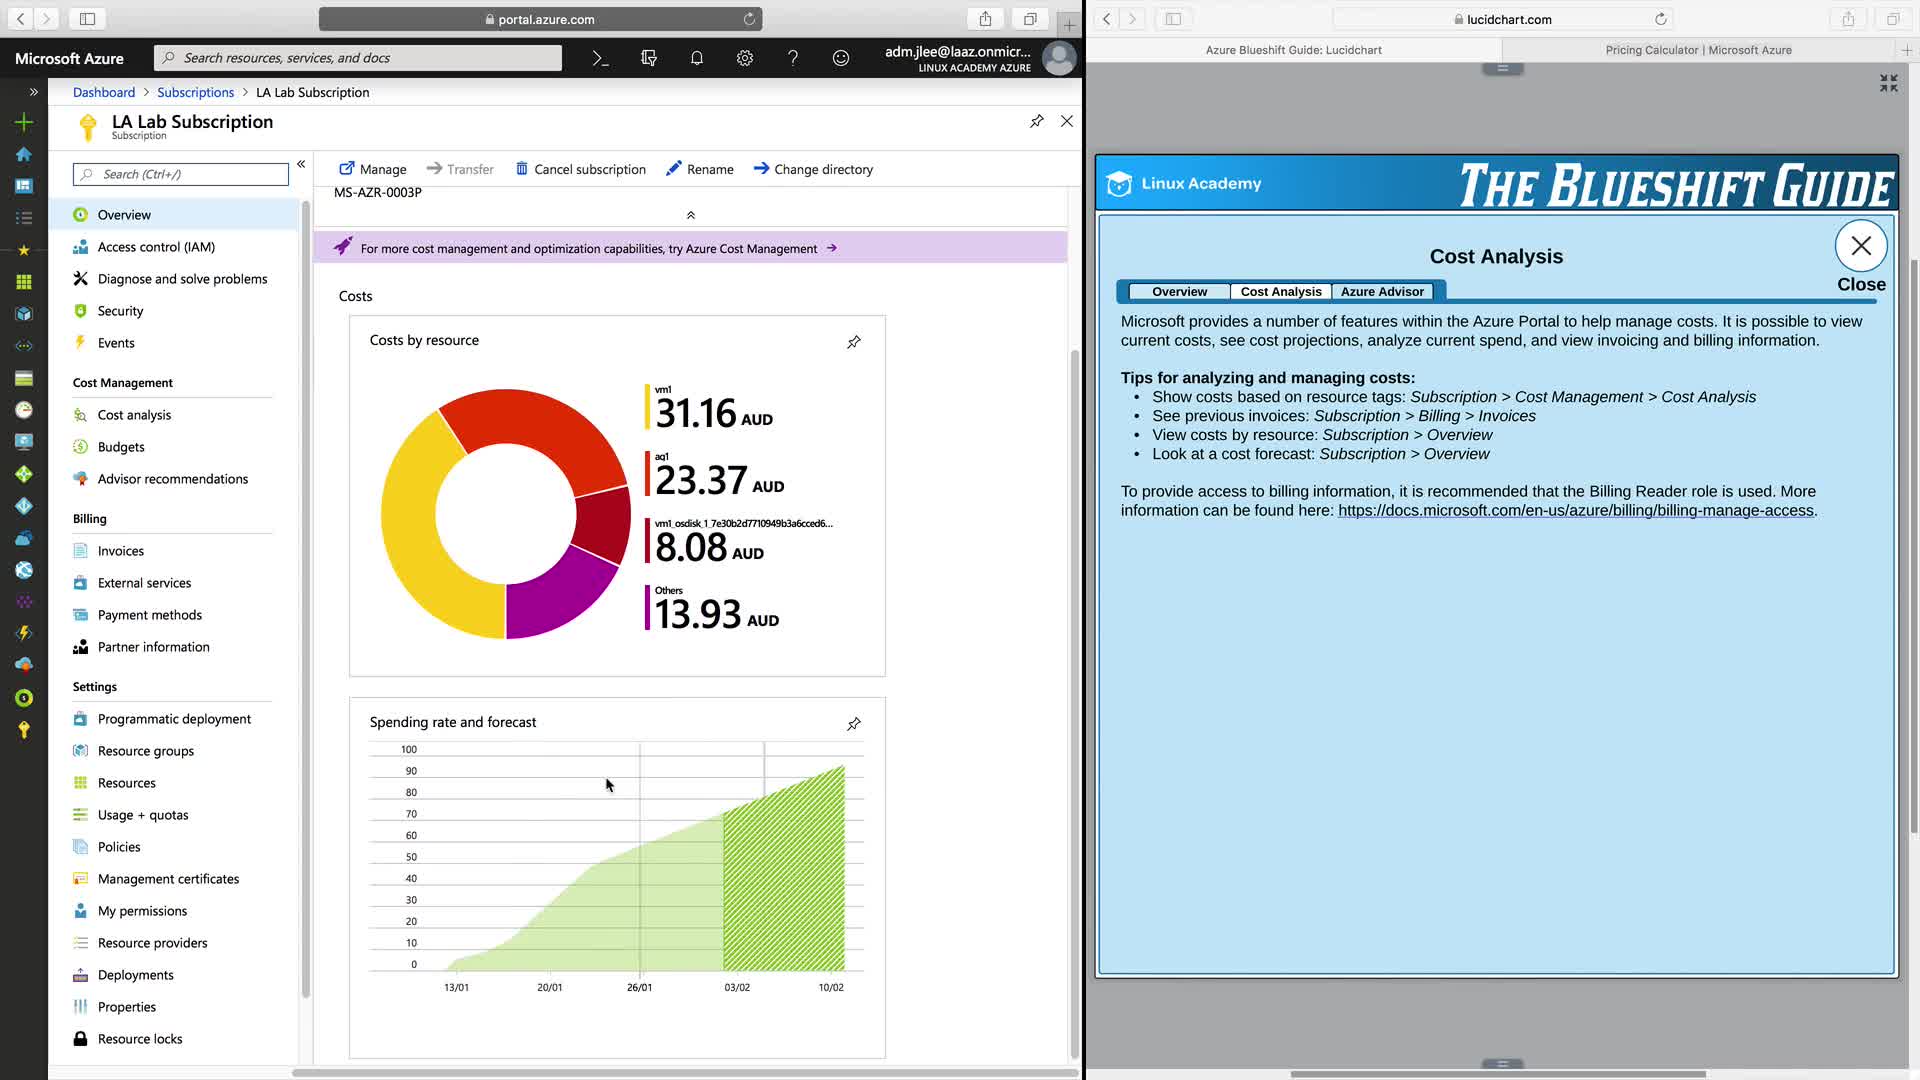 portal.azure.com
lucidchart.com
Azure Blueshift Guide: Lucidchart
Pricing Calculator | Microsoft Azure
Microsoft Azure
Search resources, services, and docs
adm.jlee@laaz.onmicr...
LINUX ACADEMY AZURE
Dashboard > Subscriptions > LA Lab Subscription
LA Lab Subscription
Subscription
Search (Ctrl+/)
Overview
Access control (IAM)
Diagnose and solve problems
Security
Events
Cost Management
Cost analysis
Budgets
Advisor recommendations
Billing
Invoices
External services
Payment methods
Partner information
Settings
Programmatic deployment
Resource groups
Resources
Usage + quotas
Policies
Management certificates
My permissions
Resource providers
Deployments
Properties
Resource locks
Manage
Transfer
Cancel subscription
Rename
Change directory
MS-AZR-0003P
For more cost management and optimization capabilities, try Azure Cost Management
Costs
Costs by resource
vm1
31.16 AUD
ag1
23.37 AUD
vm1_osdisk_1_7e30b2d7710949b3a6cced6...
8.08 AUD
Others
13.93 AUD
Spending rate and forecast
100
90
80
70
60
50
40
30
20
10
0
13/01
20/01
26/01
03/02
10/02
Linux Academy
THE BLUESHIFT GUIDE
Cost Analysis
Close
Overview
Cost Analysis
Azure Advisor
Microsoft provides a number of features within the Azure Portal to help manage costs. It is possible to view
current costs, see cost projections, analyze current spend, and view invoicing and billing information.
Tips for analyzing and managing costs:
• Show costs based on resource tags: Subscription > Cost Management > Cost Analysis
• See previous invoices: Subscription > Billing > Invoices
• View costs by resource: Subscription > Overview
• Look at a cost forecast: Subscription > Overview
To provide access to billing information, it is recommended that the Billing Reader role is used. More
information can be found here: https://docs.microsoft.com/en-us/azure/billing/billing-manage-access.